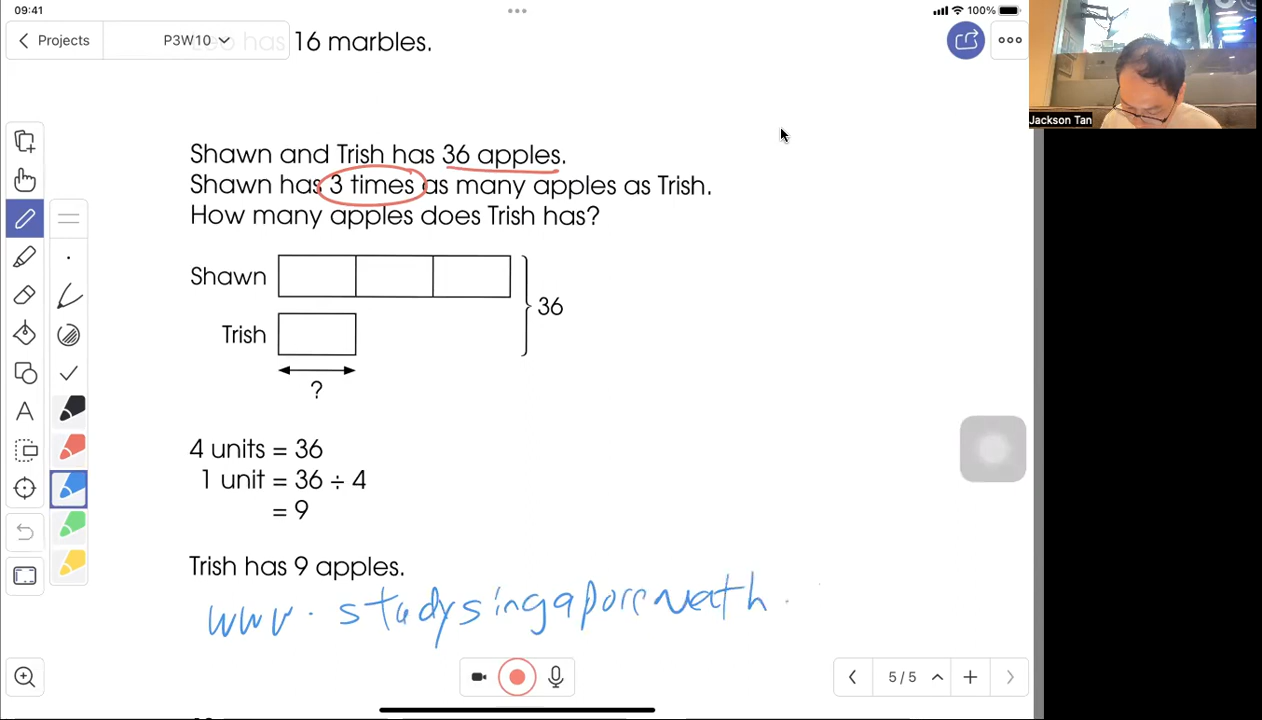 09:41
100%
Projects
P3W10
has 16 marbles.
Jackson Tan
Shawn and Trish has 36 apples.
Shawn has 3 times as many apples as Trish.
How many apples does Trish has?
Shawn
36
Trish
?
4 units = 36
1 unit = 36 ÷ 4
= 9
Trish has 9 apples.
www. studysingaporemath.
A
5 / 5